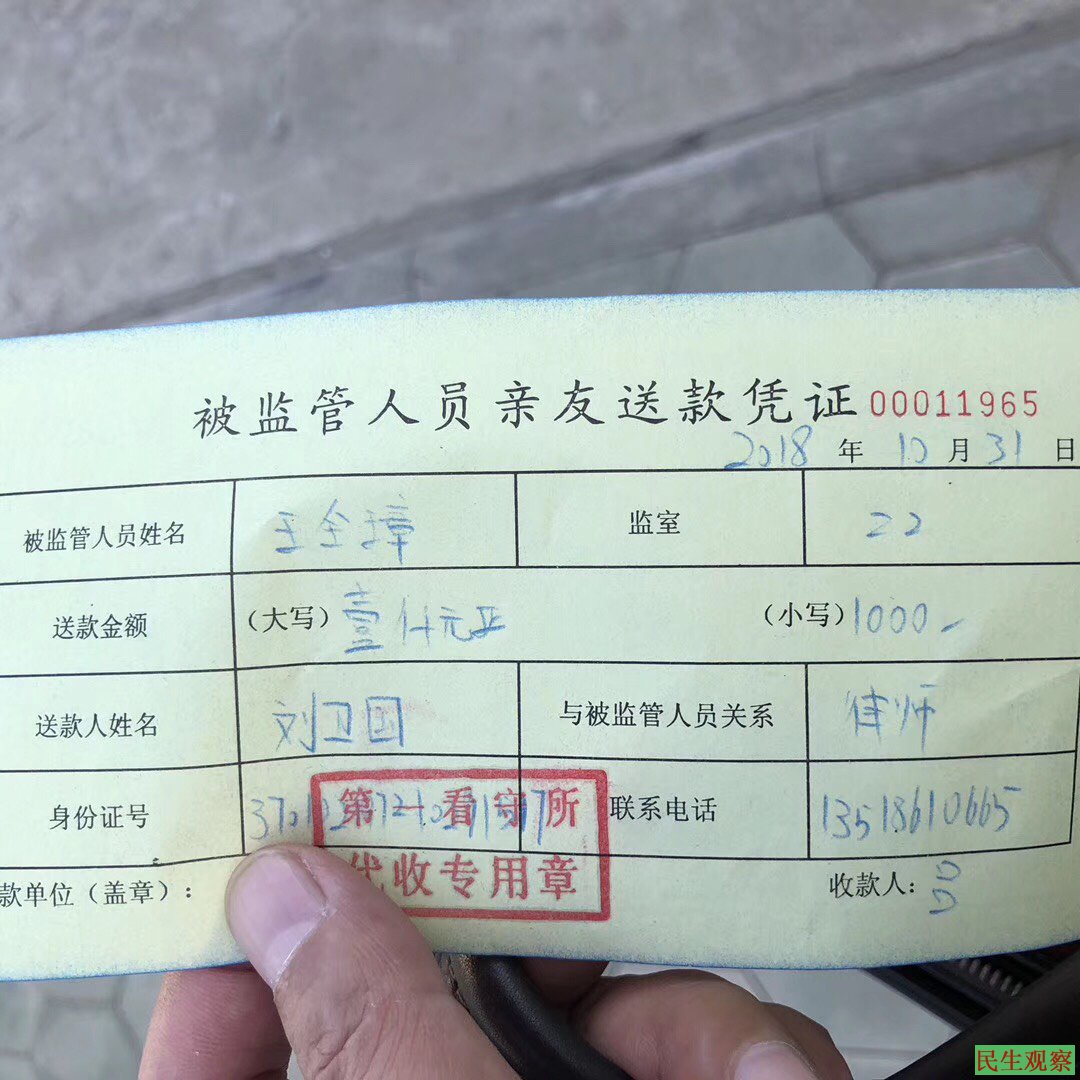 被监管人员亲友送款凭证 00011965
2018 年 10 月 31 日
被监管人员姓名 王全璋 监室 22
送款金额 (大写) 壹仟元正 (小写) 1000
送款人姓名 刘卫国 与被监管人员关系 律师
身份证号 联系电话 13518610665
第一看守所
代收专用章
款单位(盖章): 收款人:
民生观察